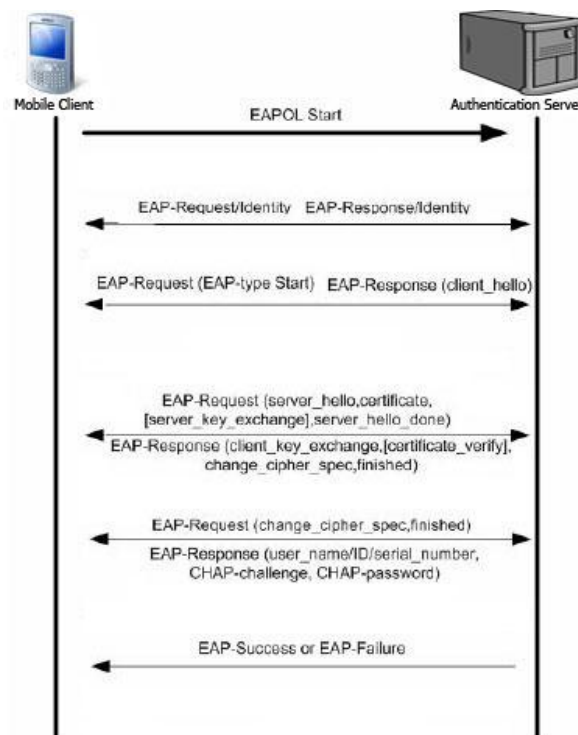 Mobile Client
Authentication Serve
EAPOL Start
EAP-Request/Identity EAP-Response/Identity
EAP-Request (EAP-type Start) EAP-Response (client_hello)
EAP-Request (server_hello,certificate,
[server_key_exchange],server_hello_done)
EAP-Response (client_key_exchange,[certificate_verify],
change_cipher_spec,finished)
EAP-Request (change_cipher_spec,finished)
EAP-Response (user_name/ID/serial_number,
CHAP-challenge, CHAP-password)
EAP-Success or EAP-Failure